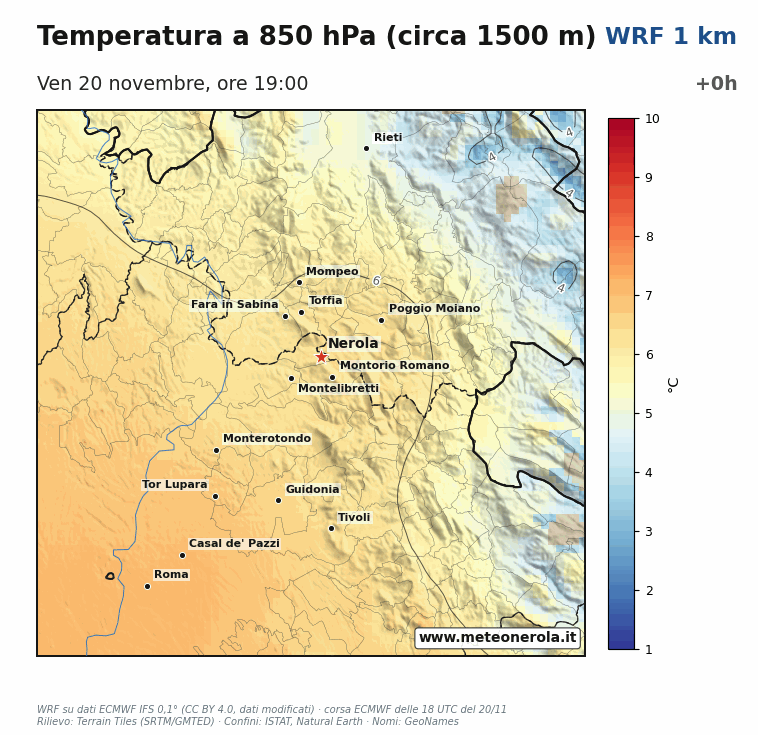 Temperatura a 850 hPa (circa 1500 m) WRF 1 km
Ven 20 novembre, ore 19:00 +0h
Rieti
4
4
4
4
Mompeo
6
Toffia
Fara in Sabina
Poggio Moiano
Nerola
Montorio Romano
Montelibretti
Monterotondo
Tor Lupara
Guidonia
Tivoli
Casal de' Pazzi
Roma
www.meteonerola.it
10
9
8
7
6
5
4
3
2
1
°C
WRF su dati ECMWF IFS 0,1° (CC BY 4.0, dati modificati) · corsa ECMWF delle 18 UTC del 20/11
Rilievo: Terrain Tiles (SRTM/GMTED) · Confini: ISTAT, Natural Earth · Nomi: GeoNames